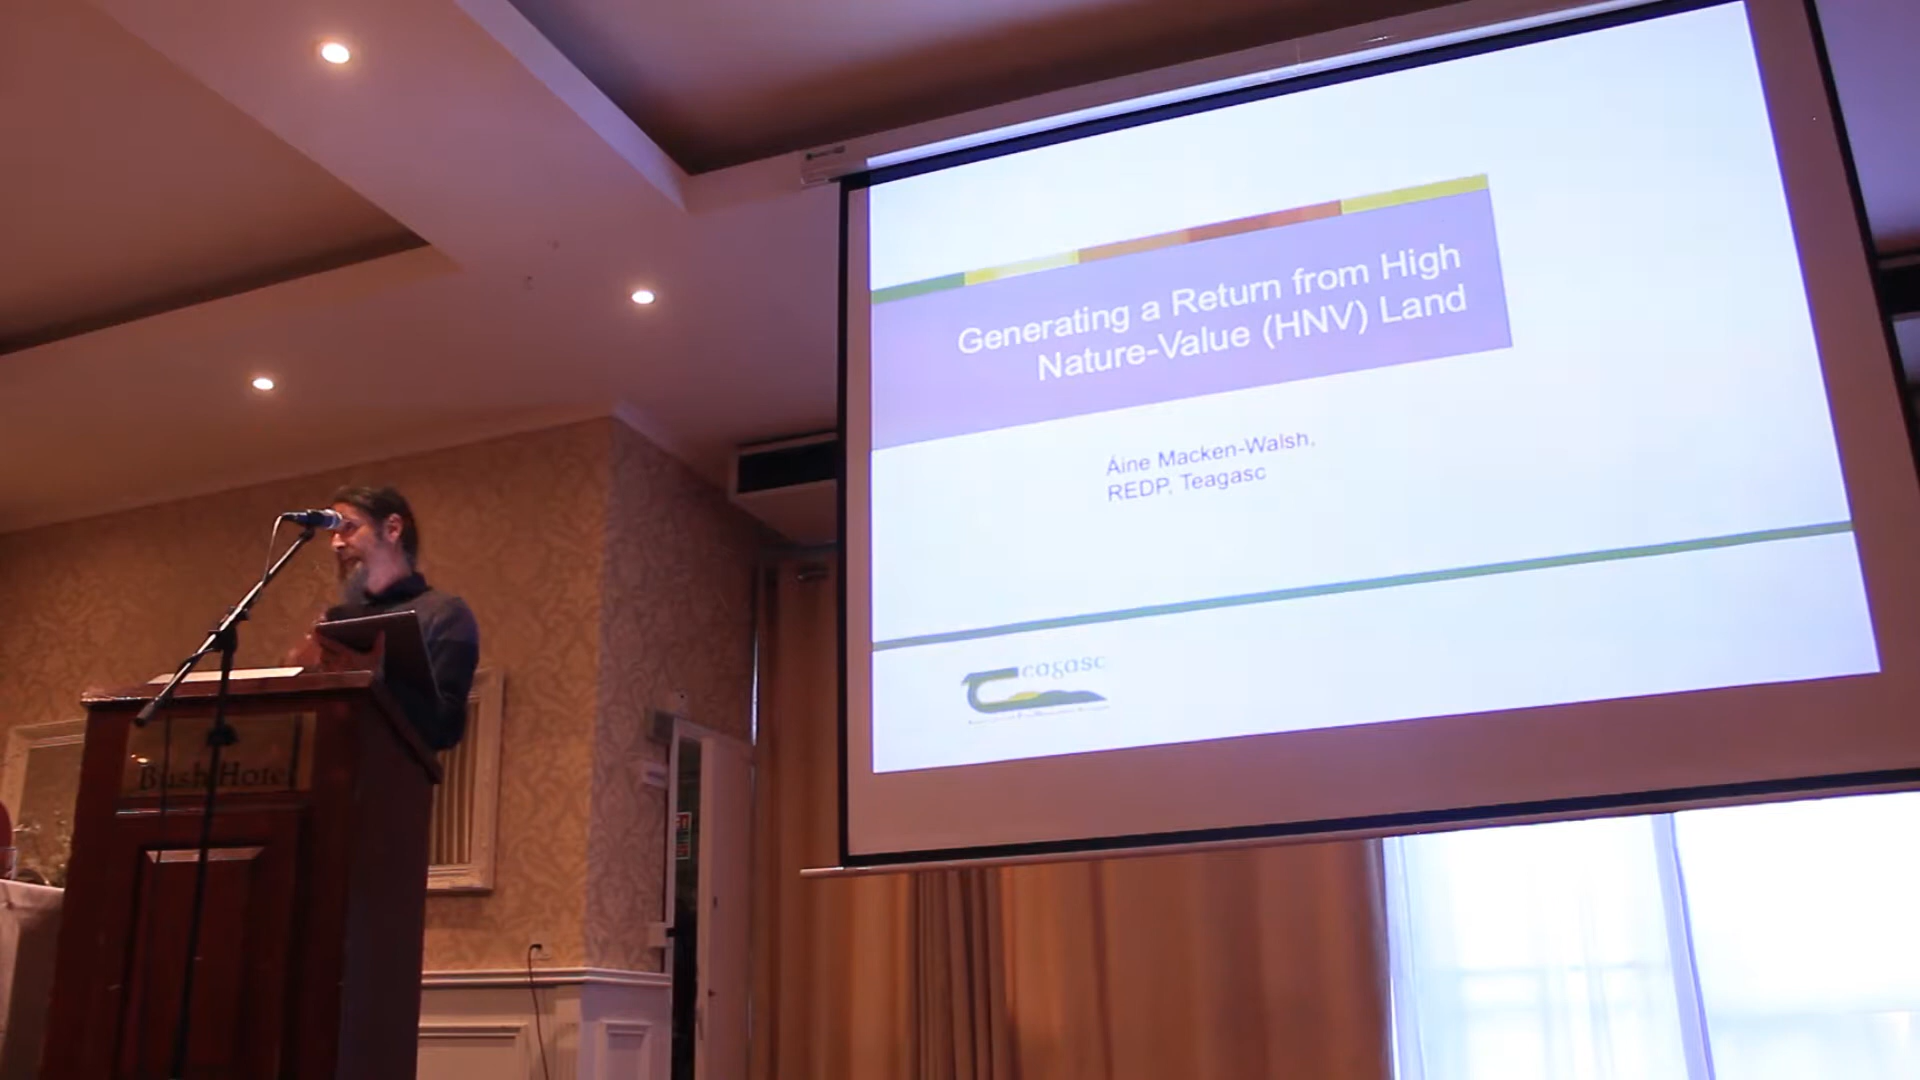 Generating a Return from High
Nature-Value (HNV) Land
Áine Macken-Walsh,
REDP, Teagasc
Teagasc
Bush Hotel